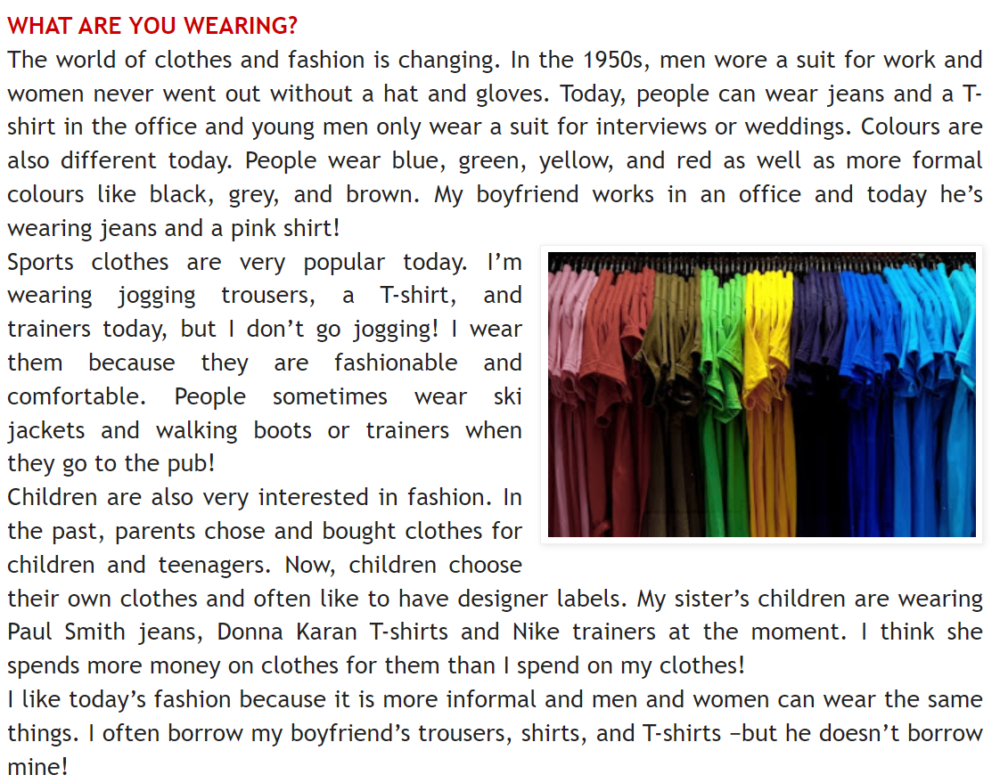 WHAT ARE YOU WEARING?
The world of clothes and fashion is changing. In the 1950s, men wore a suit for work and
women never went out without a hat and gloves. Today, people can wear jeans and a T-
shirt in the office and young men only wear a suit for interviews or weddings. Colours are
also different today. People wear blue, green, yellow, and red as well as more formal
colours like black, grey, and brown. My boyfriend works in an office and today he’s
wearing jeans and a pink shirt!
Sports clothes are very popular today. I’m
wearing jogging trousers, a T-shirt, and
trainers today, but I don’t go jogging! I wear
them because they are fashionable and
comfortable. People sometimes wear ski
jackets and walking boots or trainers when
they go to the pub!
Children are also very interested in fashion. In
the past, parents chose and bought clothes for
children and teenagers. Now, children choose
their own clothes and often like to have designer labels. My sister’s children are wearing
Paul Smith jeans, Donna Karan T-shirts and Nike trainers at the moment. I think she
spends more money on clothes for them than I spend on my clothes!
I like today’s fashion because it is more informal and men and women can wear the same
things. I often borrow my boyfriend’s trousers, shirts, and T-shirts –but he doesn’t borrow
mine!